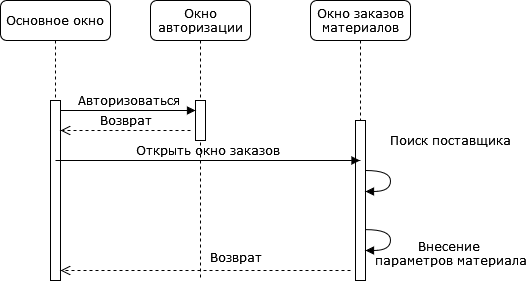 Основное окно
Окно
авторизации
Окно заказов
материалов
Авторизоваться
Возврат
Открыть окно заказов
Поиск поставщика
Внесение
параметров материала
Возврат